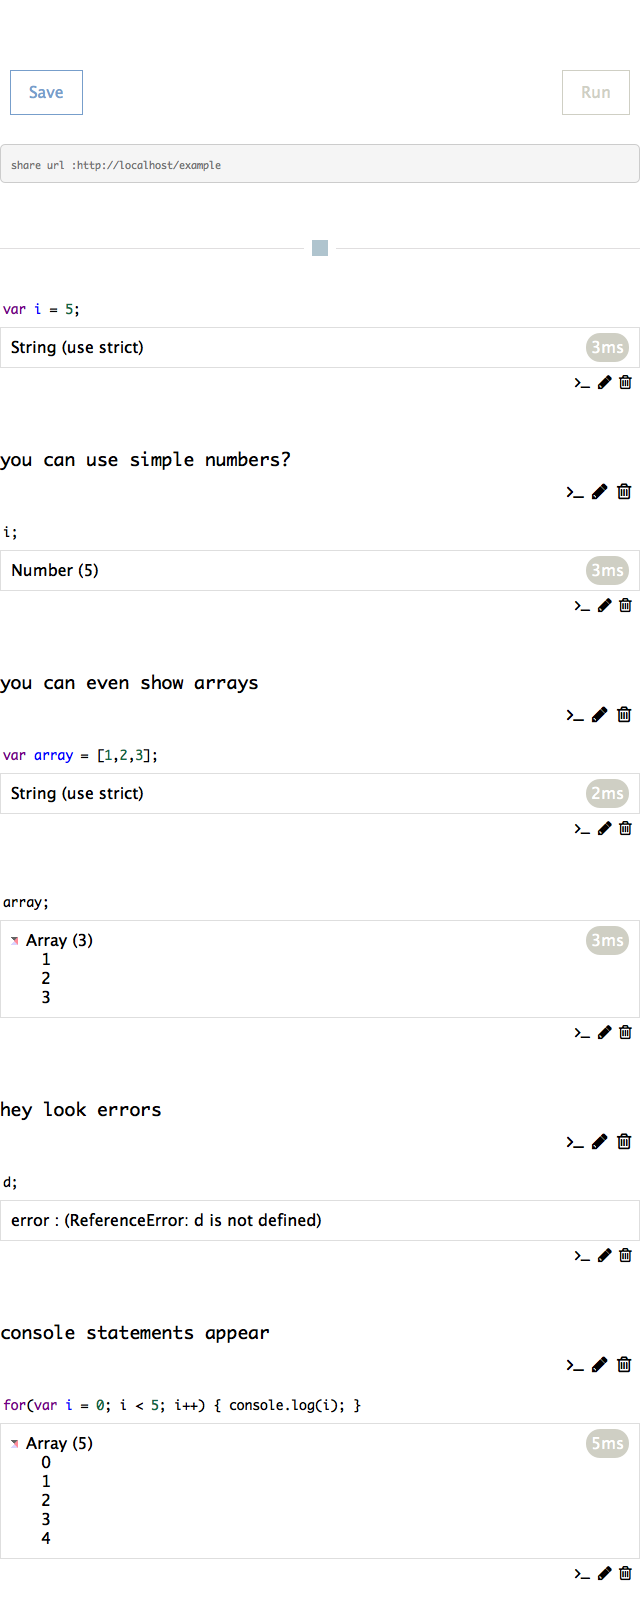 Save
Run
share url :http://localhost/example
var i = 5;
String (use strict)
3ms
you can use simple numbers?
i;
Number (5)
3ms
you can even show arrays
var array = [1,2,3];
String (use strict)
2ms
array;
Array (3)
3ms
1
2
3
hey look errors
d;
error : (ReferenceError: d is not defined)
console statements appear
for(var i = 0; i < 5; i++) { console.log(i); }
Array (5)
5ms
0
1
2
3
4